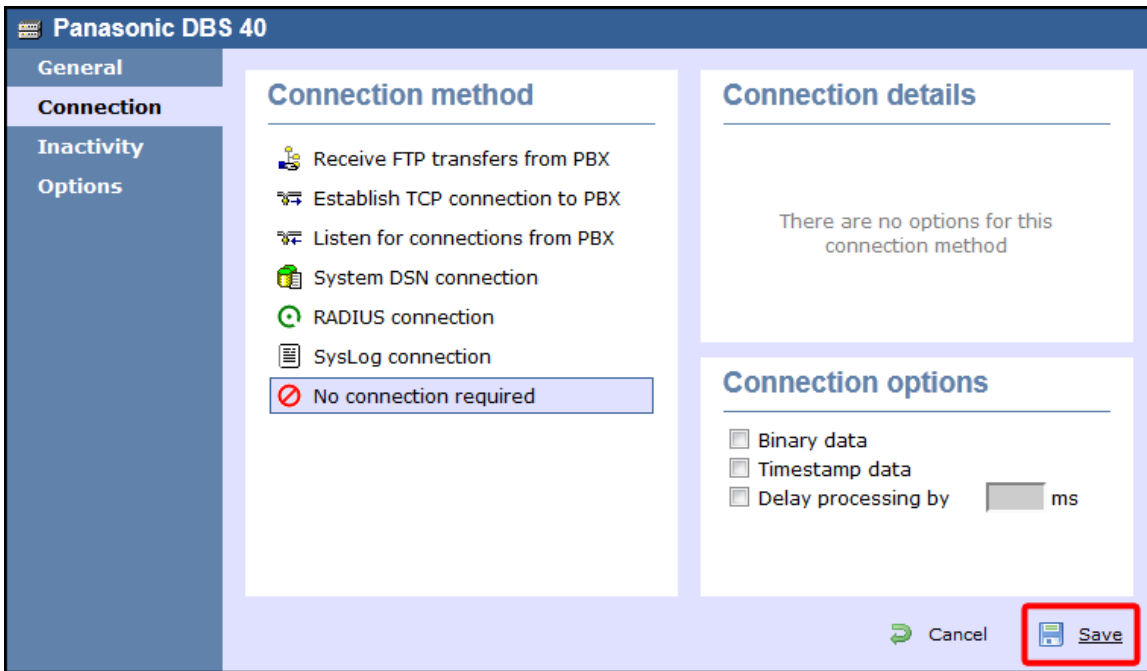 Panasonic DBS 40
General
Connection
Inactivity
Options
Connection method
Receive FTP transfers from PBX
Establish TCP connection to PBX
Listen for connections from PBX
System DSN connection
RADIUS connection
SysLog connection
No connection required
Connection details
There are no options for this
connection method
Connection options
Binary data
Timestamp data
Delay processing by ms
Cancel
Save